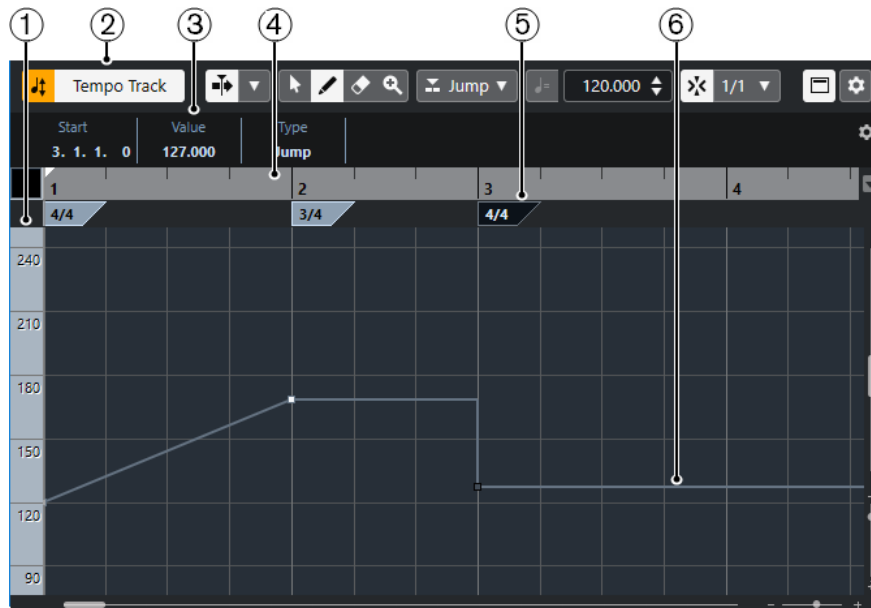 1 2 3 4 5 6
Tempo Track Jump 120.000 1/1
Start Value Type
3. 1. 1. 0 127.000 Jump
1 2 3 4
4/4 3/4 4/4
240
210
180
150
120
90